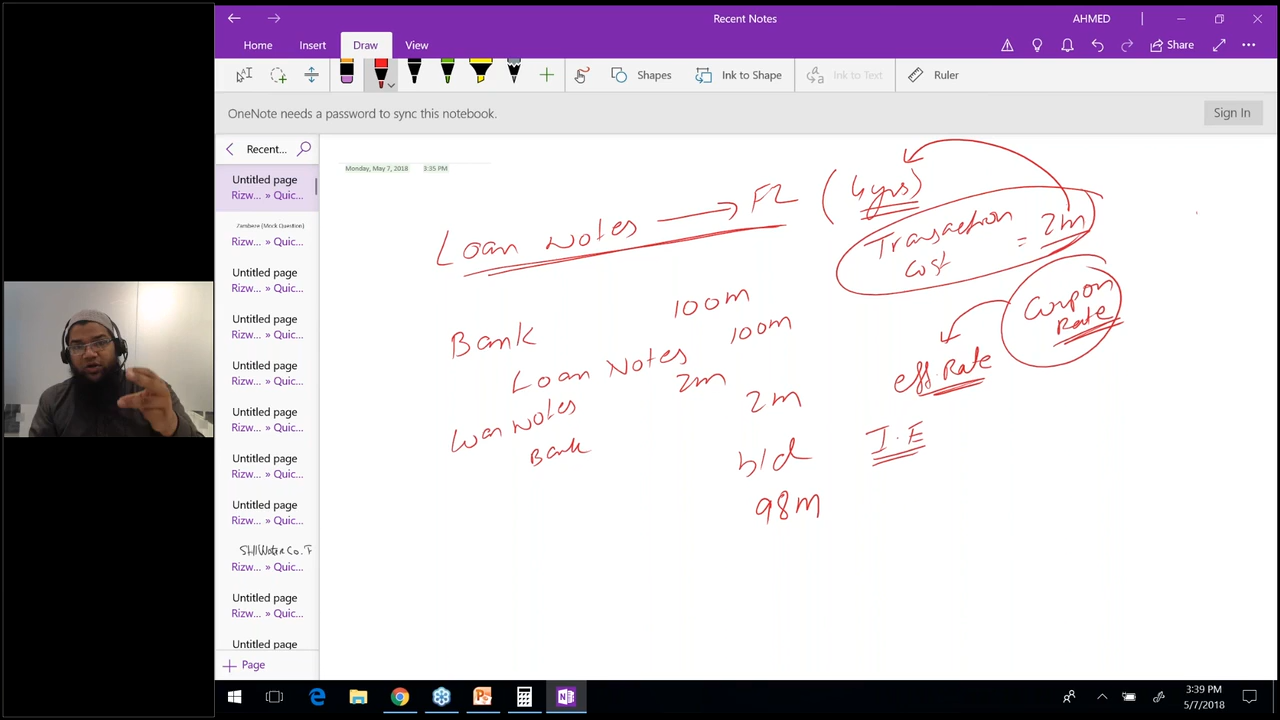 Recent Notes
AHMED
Home Insert Draw View
Share
Shapes Ink to Shape Ink to Text Ruler
OneNote needs a password to sync this notebook.
Sign In
Recent...
Untitled page
Rizw... » Quic...
Zambere (Mock Question)
Rizw... » Quic...
Untitled page
Rizw... » Quic...
Untitled page
Rizw... » Quic...
Untitled page
Rizw... » Quic...
Untitled page
Rizw... » Quic...
Untitled page
Rizw... » Quic...
Untitled page
Rizw... » Quic...
Rizw... » Quic...
Untitled page
Rizw... » Quic...
Untitled page
Page
Monday, May 7, 2018 3:35 PM
Loan Notes → FL (4yrs)
Transaction cost = 2m
Coupon Rate
eff. Rate
I.E
Bank 100m
Loan Notes 100m
Loan Notes 2m
Bank 2m
b/d
98m
3:39 PM
5/7/2018